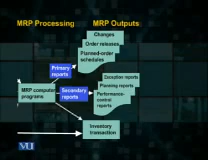 MRP Processing
MRP Outputs
Changes
Order releases
Planned-order
schedules
Primary
reports
Exception reports
Planning reports
Performance-
control
reports
MRP computer
programs
Secondary
reports
Inventory
transaction